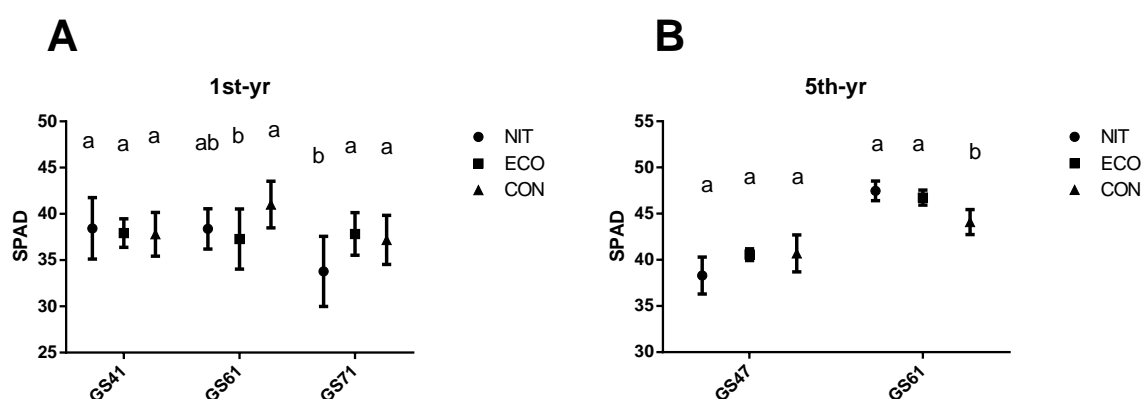 A
1st-yr
SPAD
50
45
40
35
30
25
a a a ab b a b a a
GS41 GS61 GS71
NIT
ECO
CON
B
5th-yr
SPAD
55
50
45
40
35
30
a a a a a b
GS47 GS61
NIT
ECO
CON